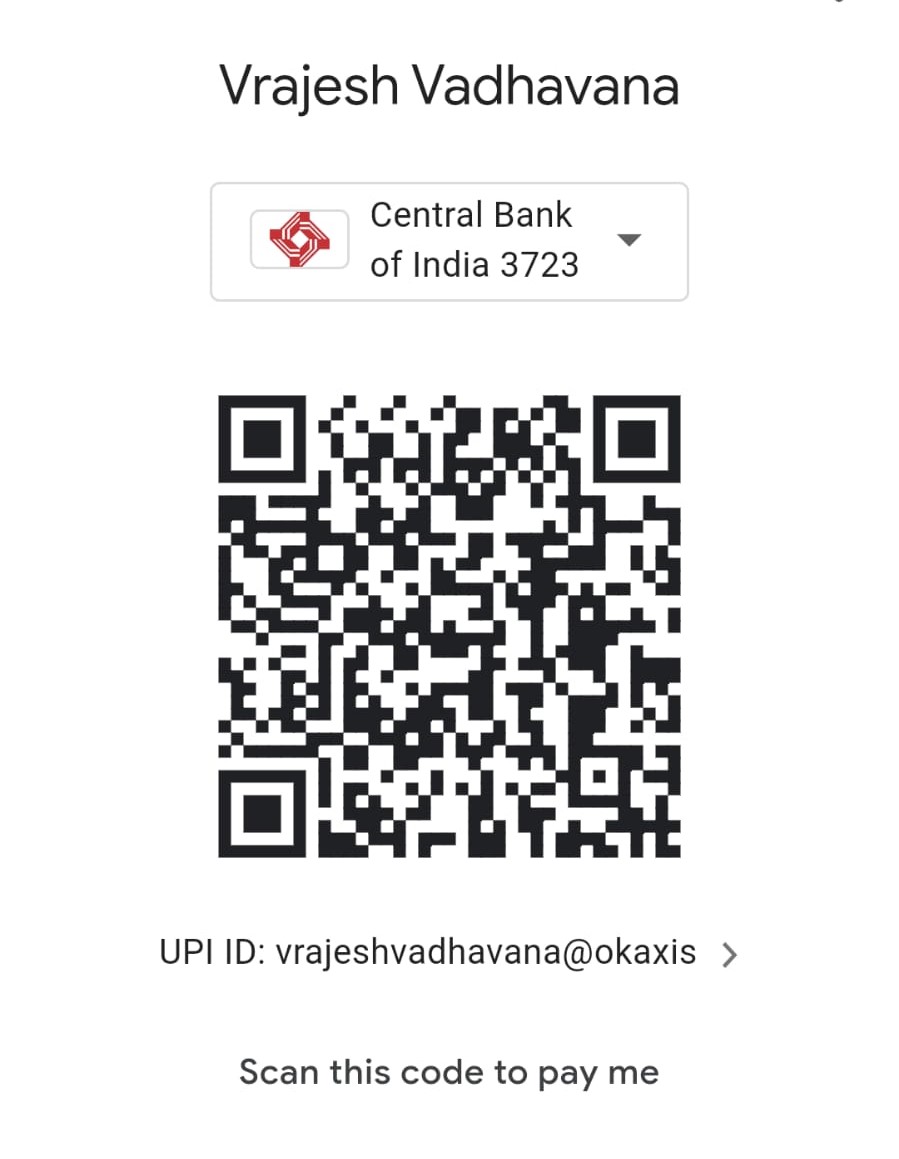 Vrajesh Vadhavana
Central Bank
of India 3723
UPI ID: vrajeshvadhavana@okaxis
Scan this code to pay me